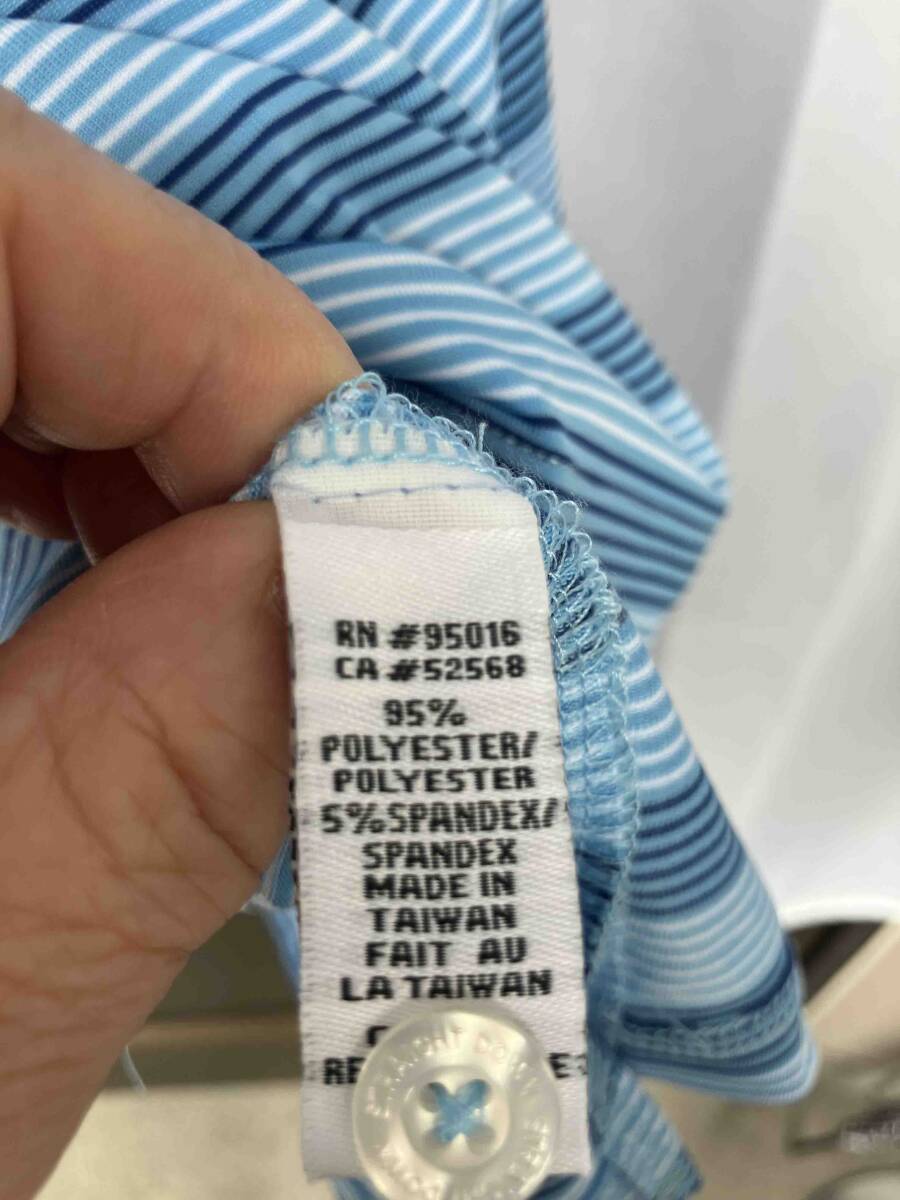 RN #95016
CA #52568
95%
POLYESTER/
POLYESTER
5%SPANDEX/
SPANDEX
MADE IN
TAIWAN
FAIT AU
LA TAIWAN